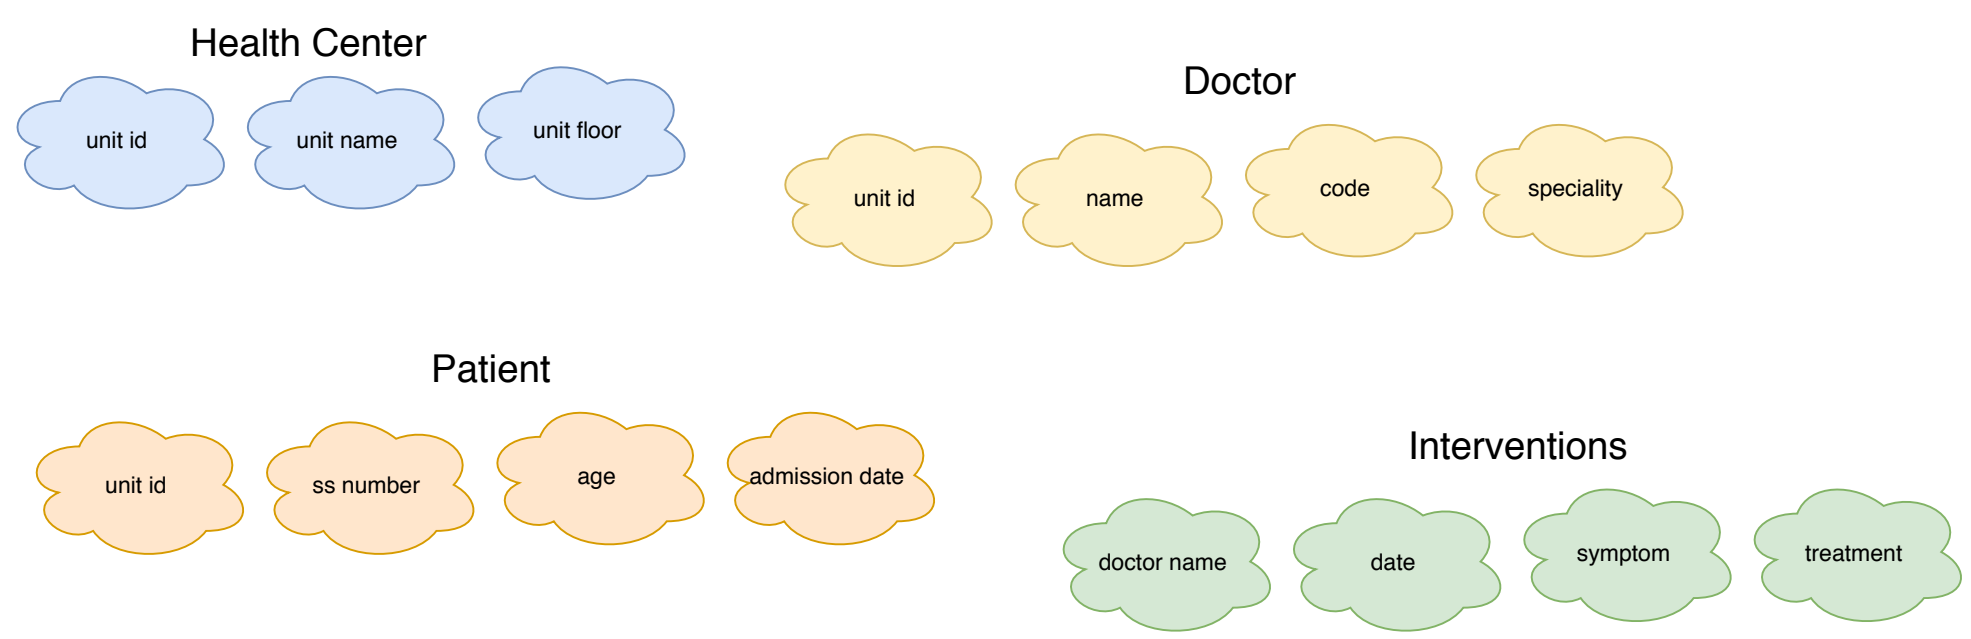 Health Center
unit id
unit name
unit floor
Doctor
unit id
name
code
speciality
Patient
unit id
ss number
age
admission date
Interventions
doctor name
date
symptom
treatment